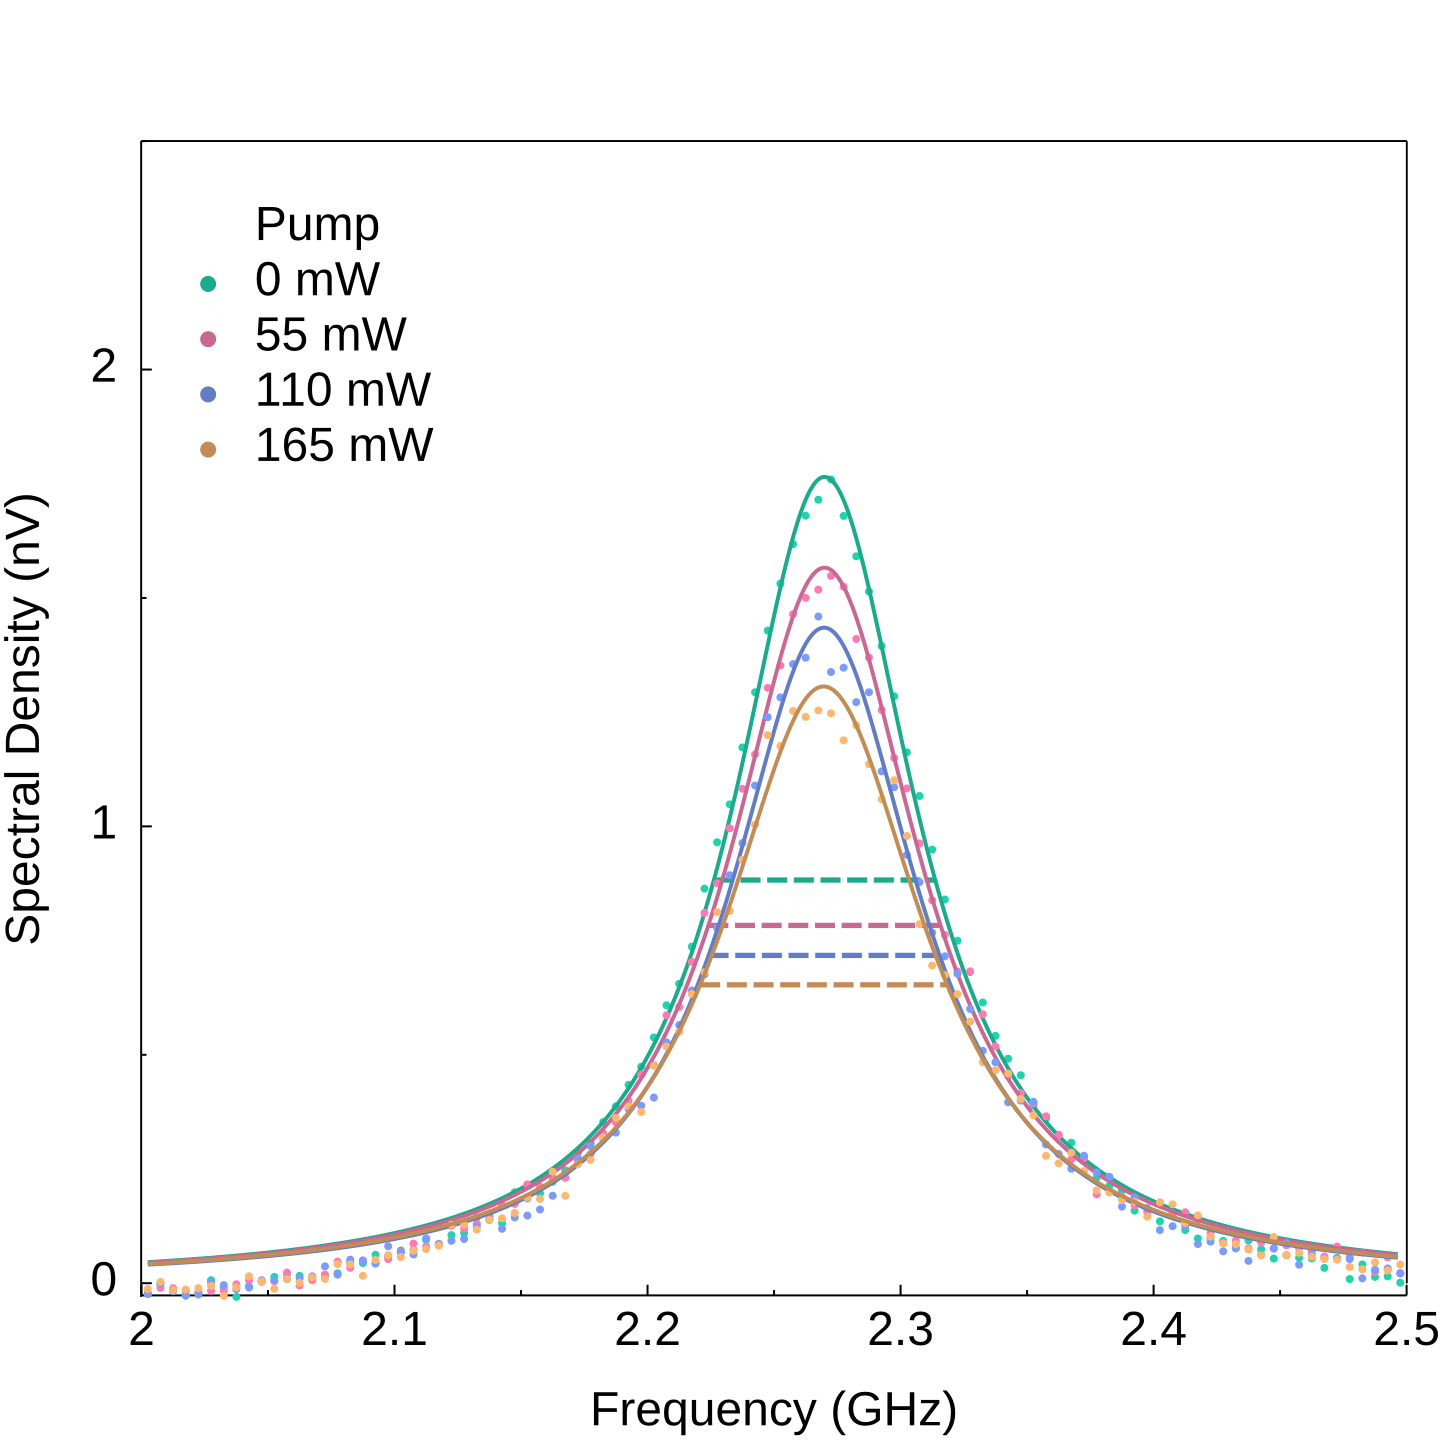 Pump
0 mW
55 mW
110 mW
165 mW
Spectral Density (nV)
2
1
0
2 2.1 2.2 2.3 2.4 2.5
Frequency (GHz)